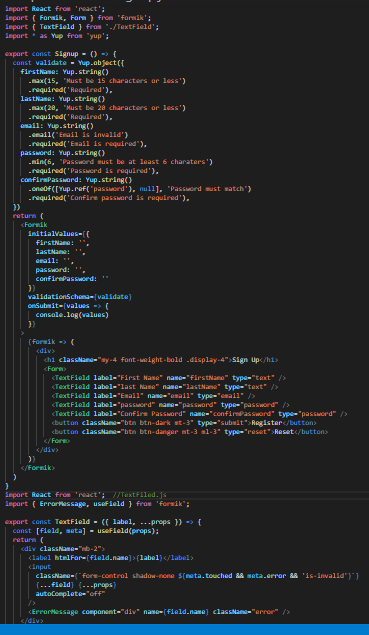 import React from 'react';
import { Formik, Form } from 'formik';
import { TextField } from './TextField';
import * as Yup from 'yup';
export const Signup = () => {
const validate = Yup.object({
firstName: Yup.string()
.max(15, 'Must be 15 characters or less')
.required('Required'),
lastName: Yup.string()
.max(20, 'Must be 20 characters or less')
.required('Required'),
email: Yup.string()
.email('Email is invalid')
.required('Email is required'),
password: Yup.string()
.min(6, 'Password must be at least 6 charaters')
.required('Password is required'),
confirmPassword: Yup.string()
.oneOf([Yup.ref('password'), null], 'Password must match')
.required('Confirm password is required'),
})
return (
<Formik
initialValues={{
firstName: '',
lastName: '',
email: '',
password: '',
confirmPassword: ''
}}
validationSchema={validate}
onSubmit={values => {
console.log(values)
}}
>
{formik => (
<div>
<h1 className="my-4 font-weight-bold .display-4">Sign Up</h1>
<Form>
<TextField label="First Name" name="firstName" type="text" />
<TextField label="last Name" name="lastName" type="text" />
<TextField label="Email" name="email" type="email" />
<TextField label="password" name="password" type="password" />
<TextField label="Confirm Password" name="confirmPassword" type="password" />
<button className="btn btn-dark mt-3" type="submit">Register</button>
<button className="btn btn-danger mt-3 ml-3" type="reset">Reset</button>
</Form>
</div>
)}
</Formik>
)
}
import React from 'react'; //TextFiled.js
import { ErrorMessage, useField } from 'formik';
export const TextField = ({ label, ...props }) => {
const [field, meta] = useField(props);
return (
<div className="mb-2">
<label htmlFor={field.name}>{label}</label>
<input
className={`form-control shadow-none ${meta.touched && meta.error && 'is-invalid'}`}
{...field} {...props}
autoComplete="off"
/>
<ErrorMessage component="div" name={field.name} className="error" />
</div>